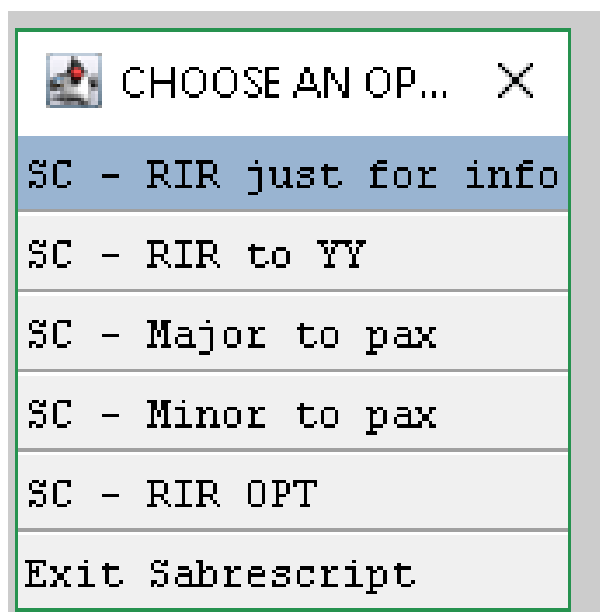 CHOOSE AN OP...
SC - RIR just for info
SC - RIR to YY
SC - Major to pax
SC - Minor to pax
SC - RIR OPT
Exit Sabrescript